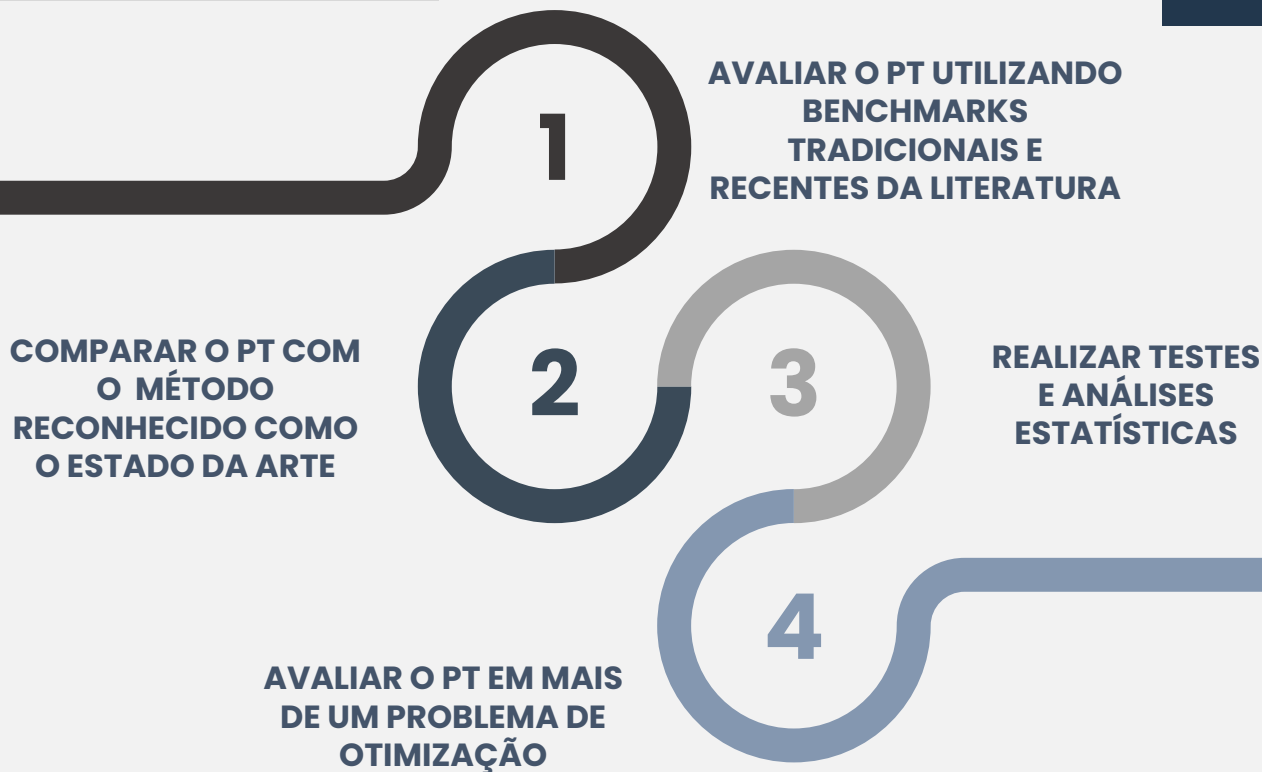 1
AVALIAR O PT UTILIZANDO
BENCHMARKS
TRADICIONAIS E
RECENTES DA LITERATURA
COMPARAR O PT COM
O MÉTODO
RECONHECIDO COMO
O ESTADO DA ARTE
2
3
REALIZAR TESTES
E ANÁLISES
ESTATÍSTICAS
4
AVALIAR O PT EM MAIS
DE UM PROBLEMA DE
OTIMIZAÇÃO